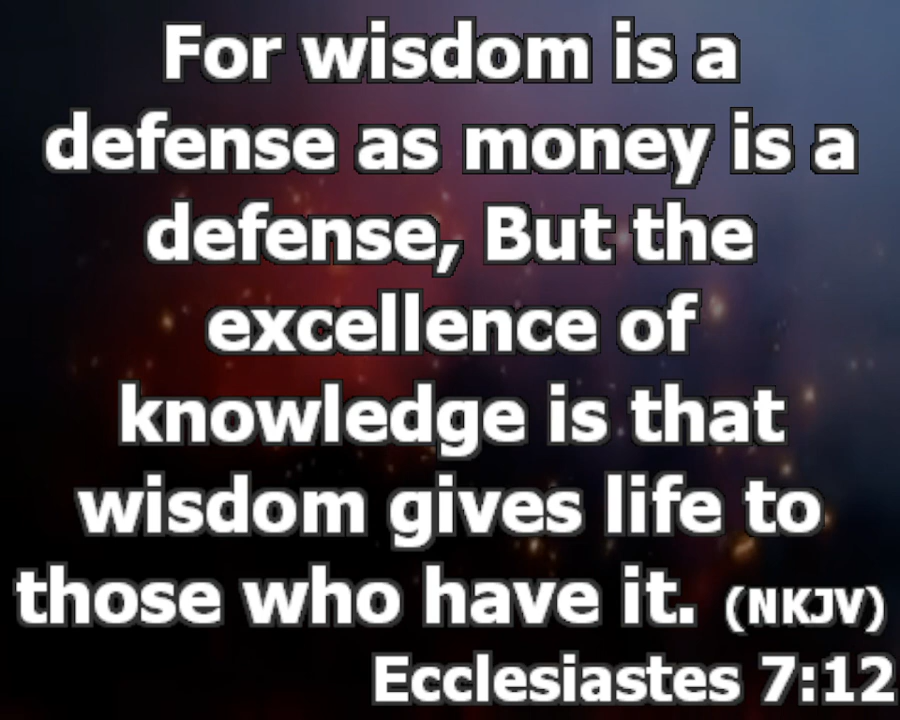 For wisdom is a
defense as money is a
defense, But the
excellence of
knowledge is that
wisdom gives life to
those who have it. (NKJV)
Ecclesiastes 7:12